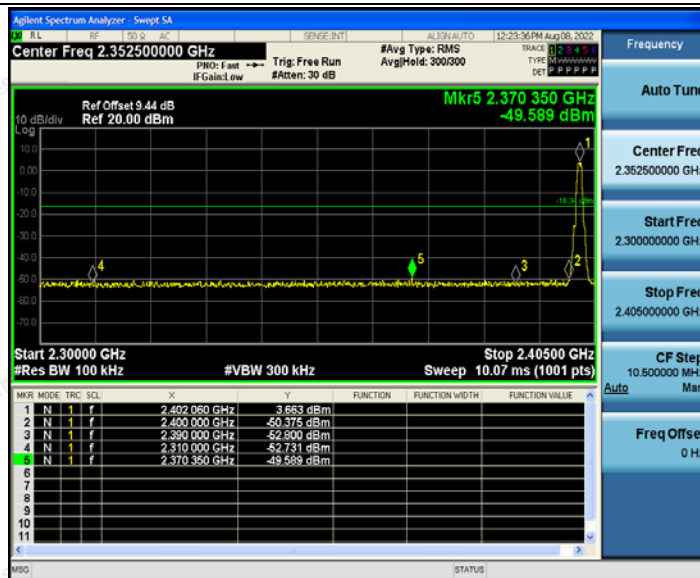 Agilent Spectrum Analyzer - Swept SA
RL RF 50 Ω AC SENSE:INT ALIGN AUTO 12:23:36 PM Aug 08, 2022
Center Freq 2.352500000 GHz
PNO: Fast
IFGain:Low
Trig: Free Run
#Atten: 30 dB
#Avg Type: RMS
Avg|Hold: 300/300
TRACE 1 2 3 4 5 6
TYPE M W W W W W
DET P P P P P P
Ref Offset 9.44 dB
10 dB/div Ref 20.00 dBm
Log
Mkr5 2.370 350 GHz
-49.589 dBm
10.0
0.00
-10.0
-20.0
-30.0
-40.0
-50.0
-60.0
-70.0
1
2
3
4
5
Start 2.30000 GHz Stop 2.40500 GHz
#Res BW 100 kHz #VBW 300 kHz Sweep 10.07 ms (1001 pts)
MKR MODE TRC SCL X Y FUNCTION FUNCTION WIDTH FUNCTION VALUE
1 N 1 f 2.402 060 GHz 3.663 dBm
2 N 1 f 2.400 000 GHz -50.375 dBm
3 N 1 f 2.390 000 GHz -52.800 dBm
4 N 1 f 2.310 000 GHz -52.731 dBm
5 N 1 f 2.370 350 GHz -49.589 dBm
6
7
8
9
10
11
MSG STATUS
Frequency
Auto Tune
Center Freq
2.352500000 GHz
Start Freq
2.300000000 GHz
Stop Freq
2.405000000 GHz
CF Step
10.500000 MHz
Auto Man
Freq Offset
0 Hz